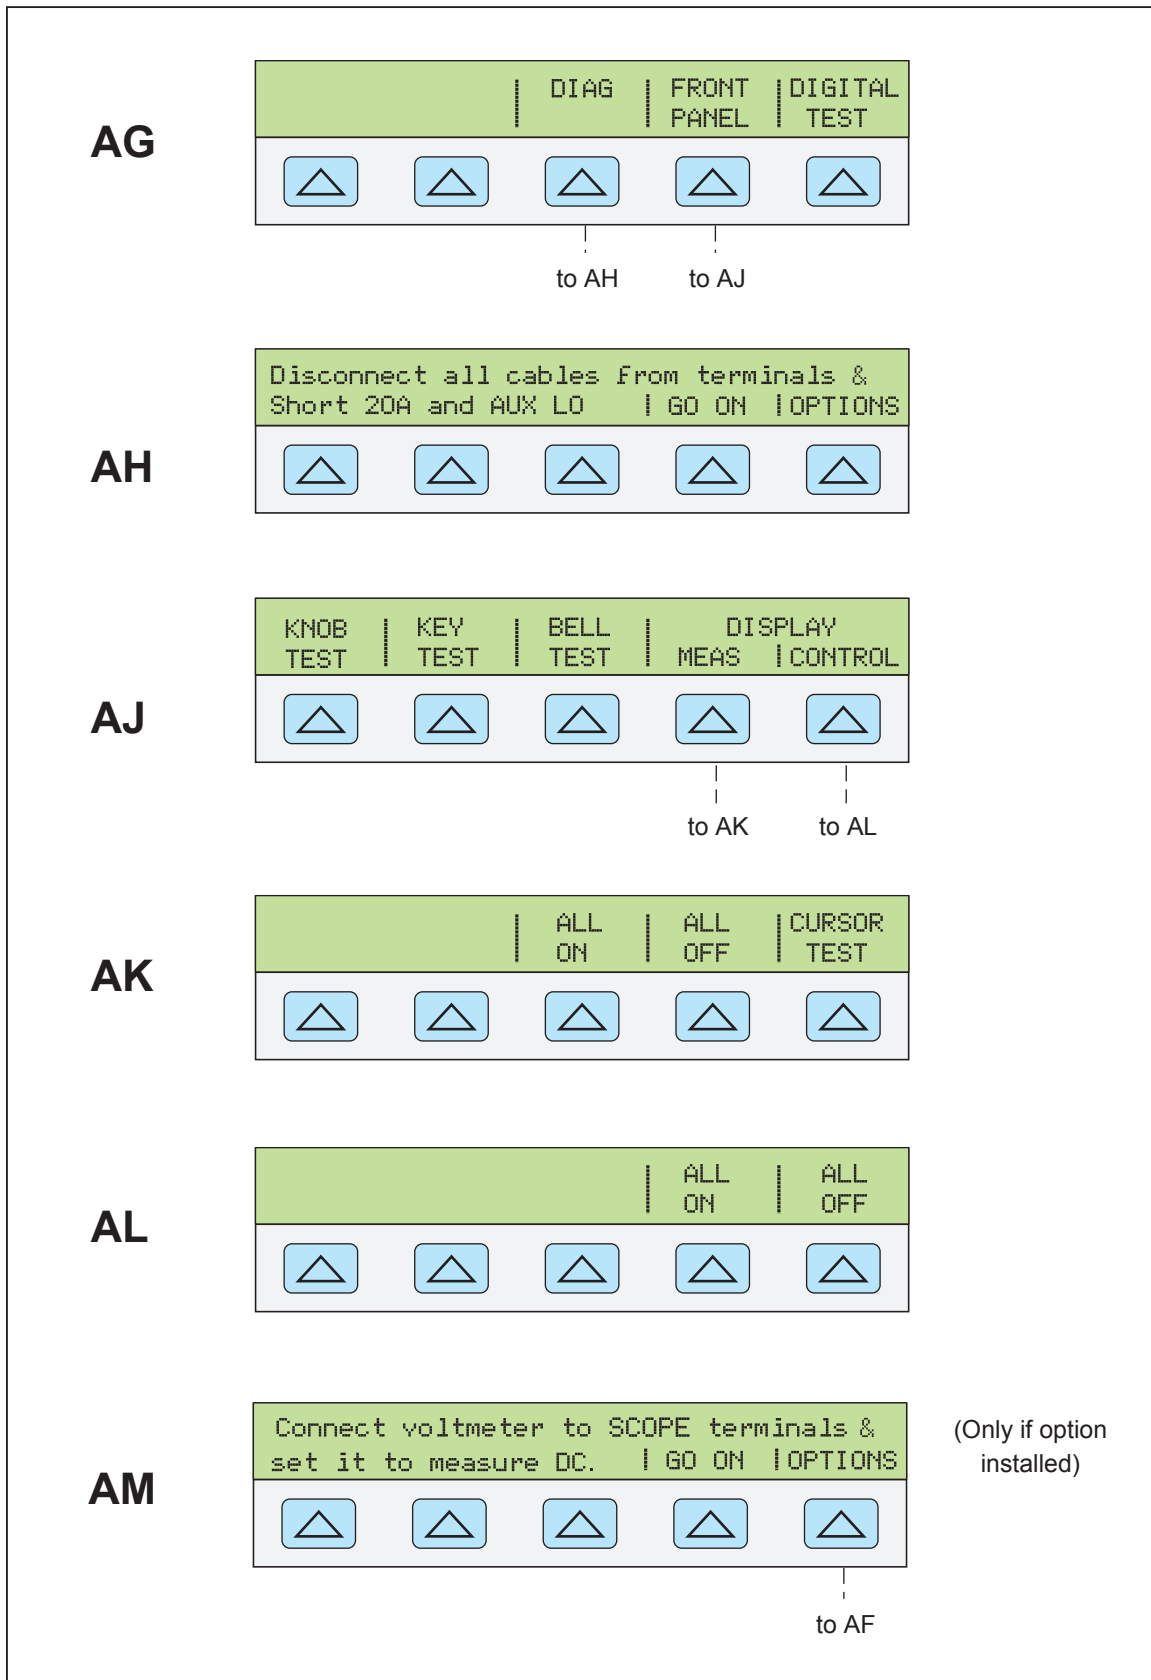 AG
DIAG | FRONT | DIGITAL
PANEL | TEST
to AH to AJ
AH
Disconnect all cables from terminals &
Short 20A and AUX LO | GO ON | OPTIONS
AJ
KNOB | KEY | BELL | DISPLAY
TEST | TEST | TEST | MEAS | CONTROL
to AK to AL
AK
ALL | ALL | CURSOR
ON | OFF | TEST
AL
ALL | ALL
ON | OFF
AM
Connect voltmeter to SCOPE terminals &
set it to measure DC. | GO ON | OPTIONS
(Only if option
installed)
to AF